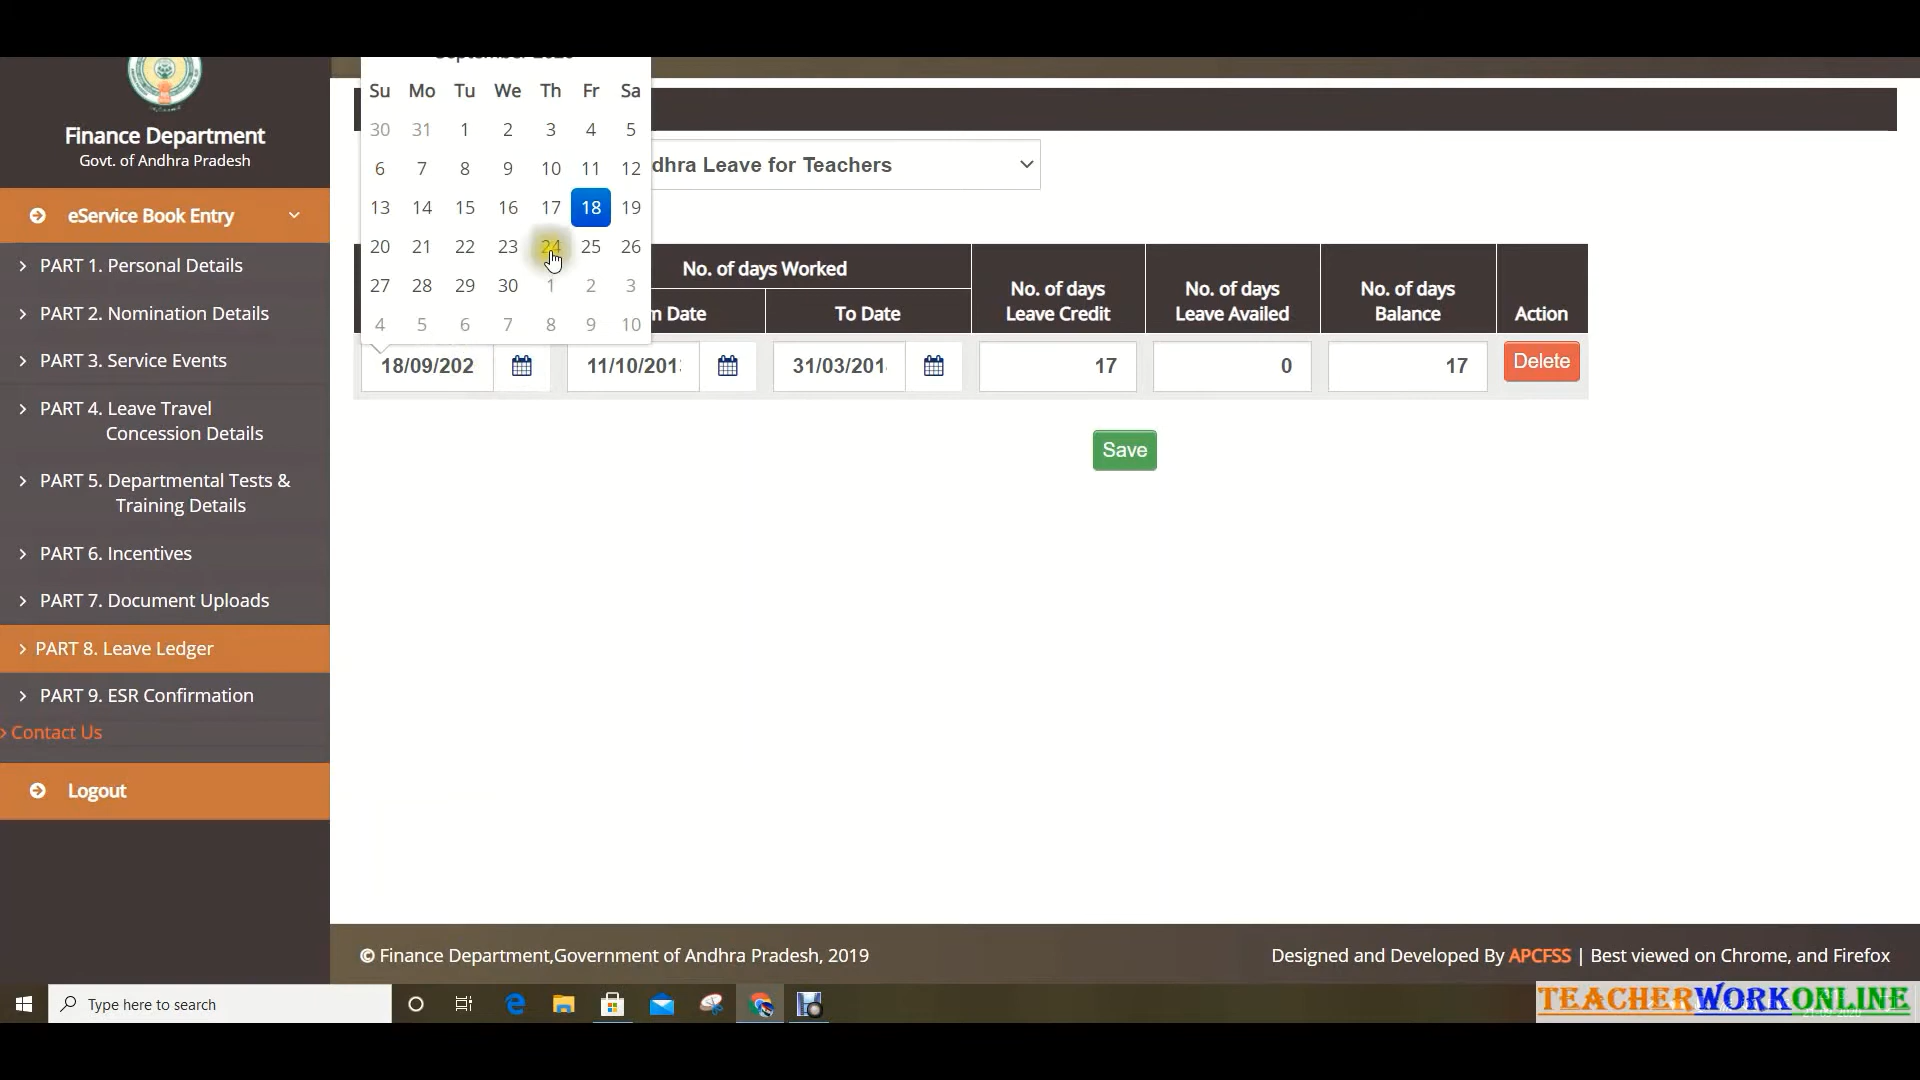 Finance Department
Govt. of Andhra Pradesh
eService Book Entry
PART 1. Personal Details
PART 2. Nomination Details
PART 3. Service Events
PART 4. Leave Travel
Concession Details
PART 5. Departmental Tests &
Training Details
PART 6. Incentives
PART 7. Document Uploads
PART 8. Leave Ledger
PART 9. ESR Confirmation
Contact Us
Logout
Su Mo Tu We Th Fr Sa
30 31 1 2 3 4 5
6 7 8 9 10 11 12
13 14 15 16 17 18 19
20 21 22 23 24 25 26
27 28 29 30 1 2 3
4 5 6 7 8 9 10
dhra Leave for Teachers
No. of days Worked
m Date
To Date
No. of days
Leave Credit
No. of days
Leave Availed
No. of days
Balance
Action
18/09/202
11/10/201
31/03/201
17
0
17
Delete
Save
© Finance Department,Government of Andhra Pradesh, 2019
Designed and Developed By APCFSS | Best viewed on Chrome, and Firefox
Type here to search
TEACHERWORKONLINE